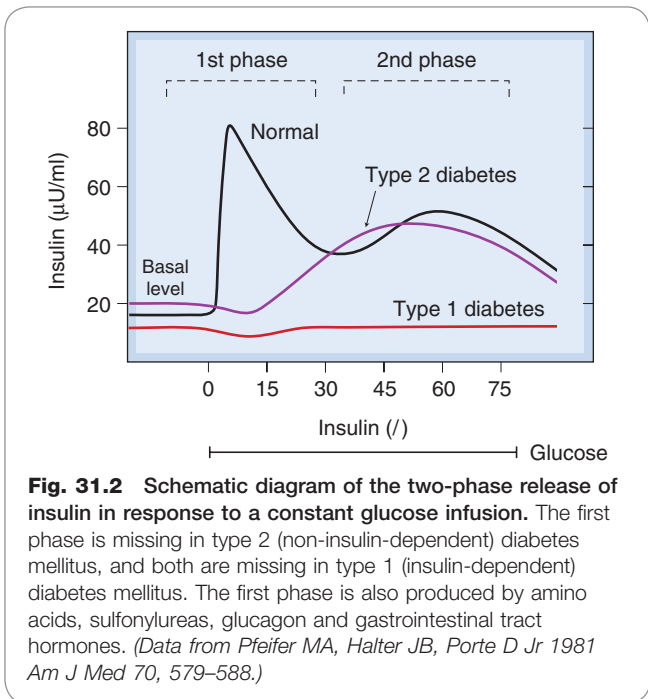 1st phase
2nd phase
80
Normal
Type 2 diabetes
60
Insulin (µU/ml)
40
Basal
level
20
Type 1 diabetes
0 15 30 45 60 75
Insulin (/)
Glucose
Fig. 31.2 Schematic diagram of the two-phase release of
insulin in response to a constant glucose infusion. The first
phase is missing in type 2 (non-insulin-dependent) diabetes
mellitus, and both are missing in type 1 (insulin-dependent)
diabetes mellitus. The first phase is also produced by amino
acids, sulfonylureas, glucagon and gastrointestinal tract
hormones. (Data from Pfeifer MA, Halter JB, Porte D Jr 1981
Am J Med 70, 579–588.)